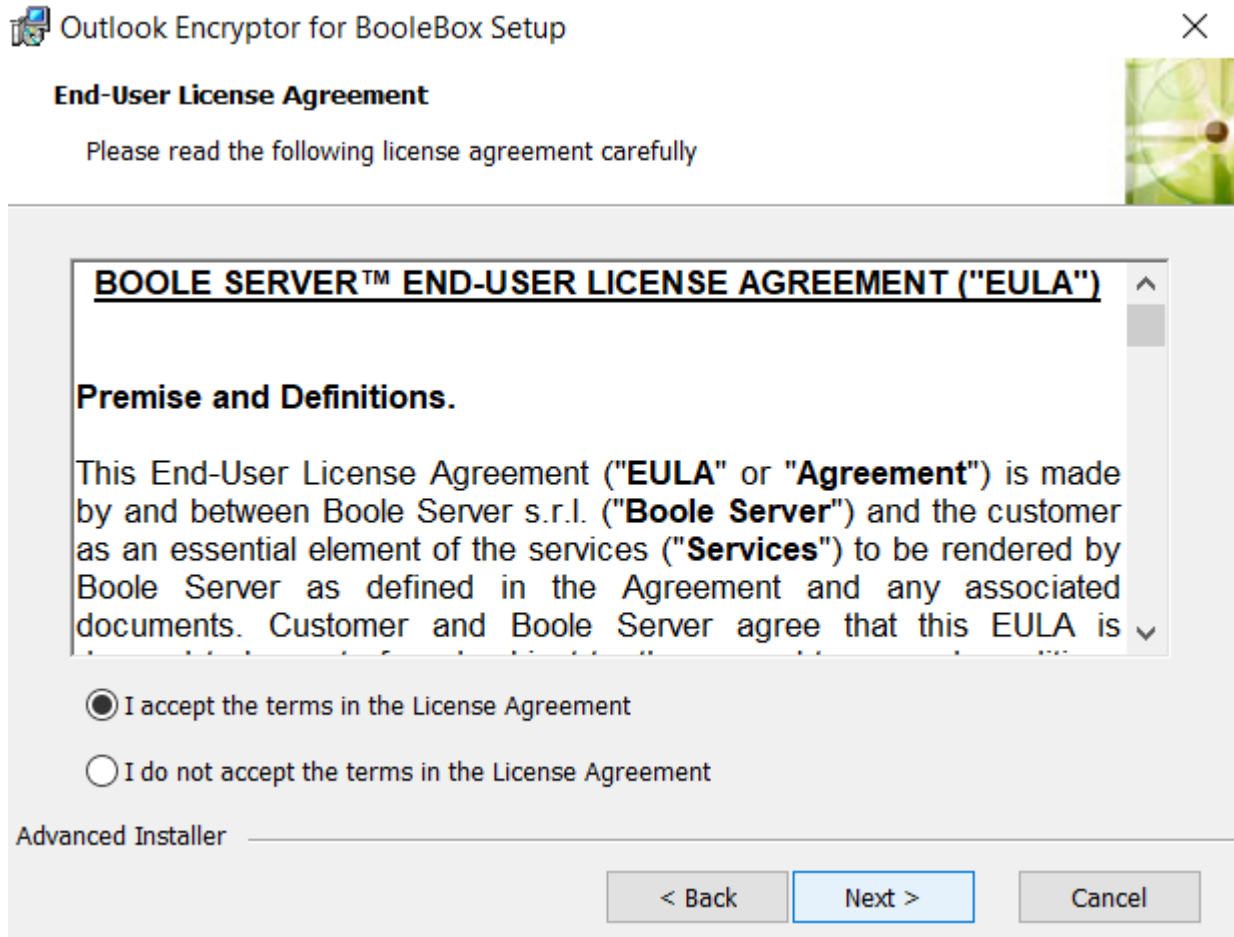 Outlook Encryptor for BooleBox Setup
End-User License Agreement
Please read the following license agreement carefully
BOOLE SERVER™ END-USER LICENSE AGREEMENT ("EULA")
Premise and Definitions.
This End-User License Agreement ("EULA" or "Agreement") is made
by and between Boole Server s.r.l. ("Boole Server") and the customer
as an essential element of the services ("Services") to be rendered by
Boole Server as defined in the Agreement and any associated
documents. Customer and Boole Server agree that this EULA is
I accept the terms in the License Agreement
I do not accept the terms in the License Agreement
Advanced Installer
< Back
Next >
Cancel